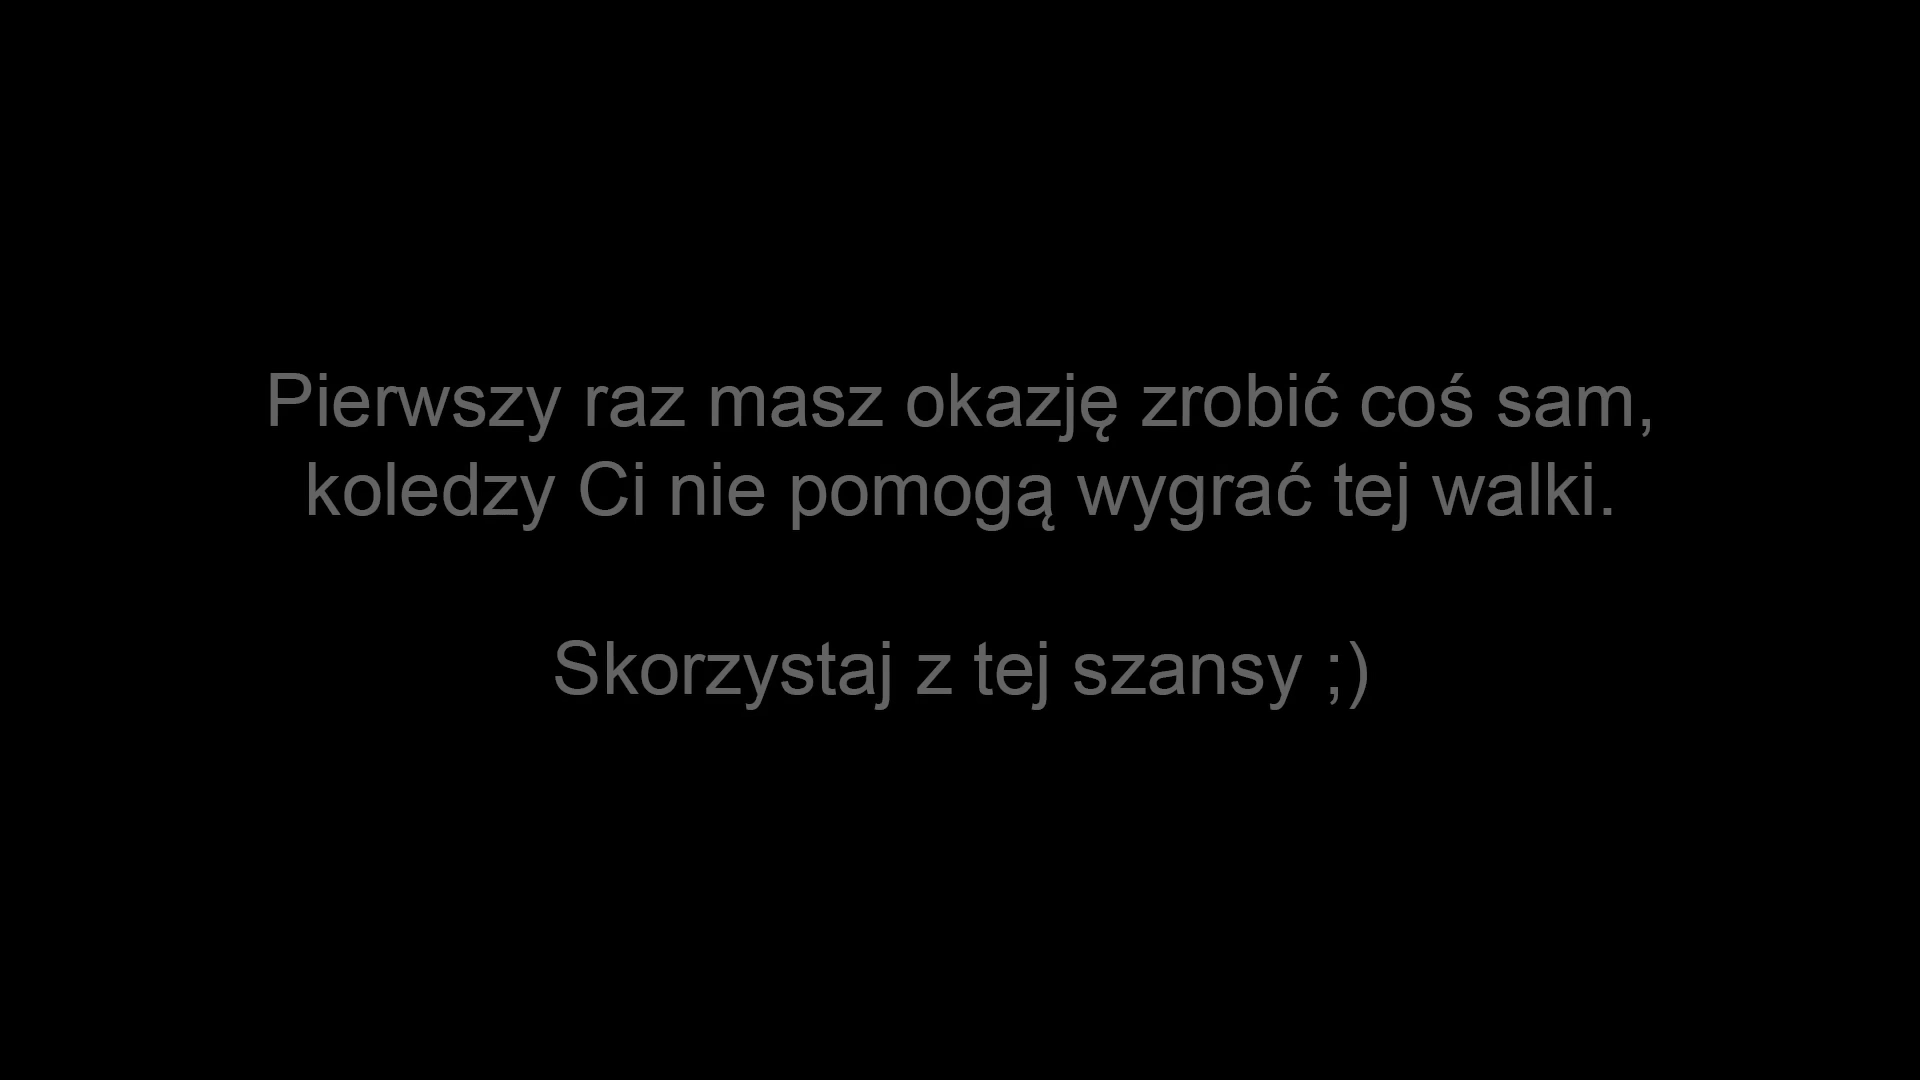 Pierwszy raz masz okazję zrobić coś sam,
koledzy Ci nie pomogą wygrać tej walki.
Skorzystaj z tej szansy ;)